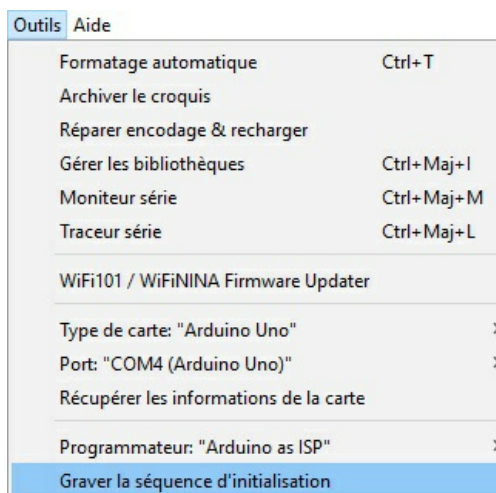 Outils Aide
Formatage automatique Ctrl+T
Archiver le croquis
Réparer encodage & recharger
Gérer les bibliothèques Ctrl+Maj+I
Moniteur série Ctrl+Maj+M
Traceur série Ctrl+Maj+L
WiFi101 / WiFiNINA Firmware Updater
Type de carte: "Arduino Uno"
Port: "COM4 (Arduino Uno)"
Récupérer les informations de la carte
Programmateur: "Arduino as ISP"
Graver la séquence d'initialisation